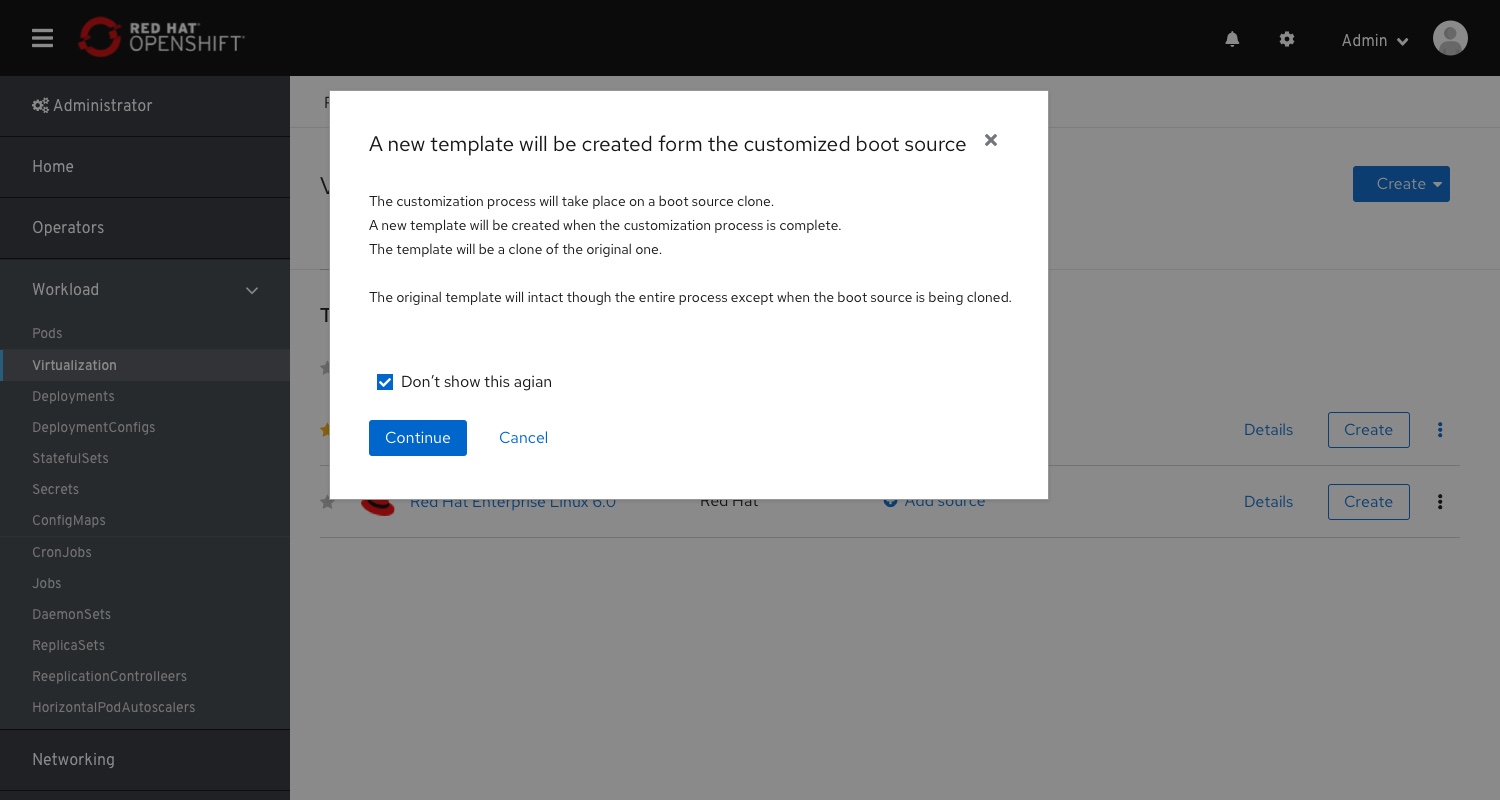 RED HAT
OPENSHIFT
Admin
Administrator
Home
Operators
Workload
Pods
Virtualization
Deployments
DeploymentConfigs
StatefulSets
Secrets
ConfigMaps
CronJobs
Jobs
DaemonSets
ReplicaSets
ReeplicationControlleers
HorizontalPodAutoscalers
Networking
A new template will be created form the customized boot source
The customization process will take place on a boot source clone.
A new template will be created when the customization process is complete.
The template will be a clone of the original one.
The original template will intact though the entire process except when the boot source is being cloned.
Don’t show this agian
Continue Cancel
Create
Details Create
Red Hat Enterprise Linux 6.0 Red Hat Add source Details Create